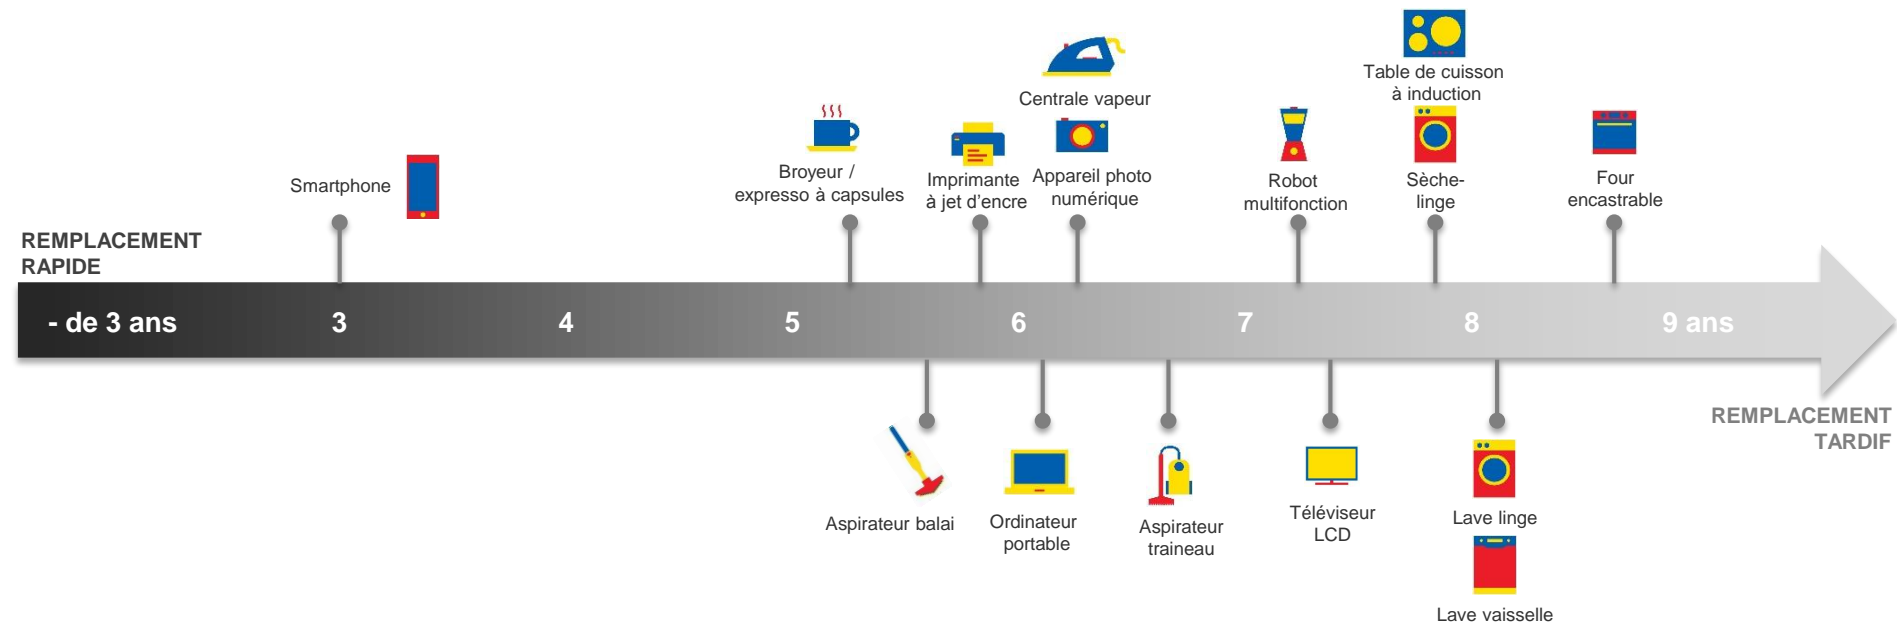 Table de cuisson
à induction
Centrale vapeur
Smartphone
Broyeur /
expresso à capsules
Imprimante
à jet d'encre
Appareil photo
numérique
Robot
multifonction
Sèche-
linge
Four
encastrable
REMPLACEMENT
RAPIDE
- de 3 ans 3 4 5 6 7 8 9 ans
REMPLACEMENT
TARDIF
Aspirateur balai
Ordinateur
portable
Aspirateur
traineau
Téléviseur
LCD
Lave linge
Lave vaisselle